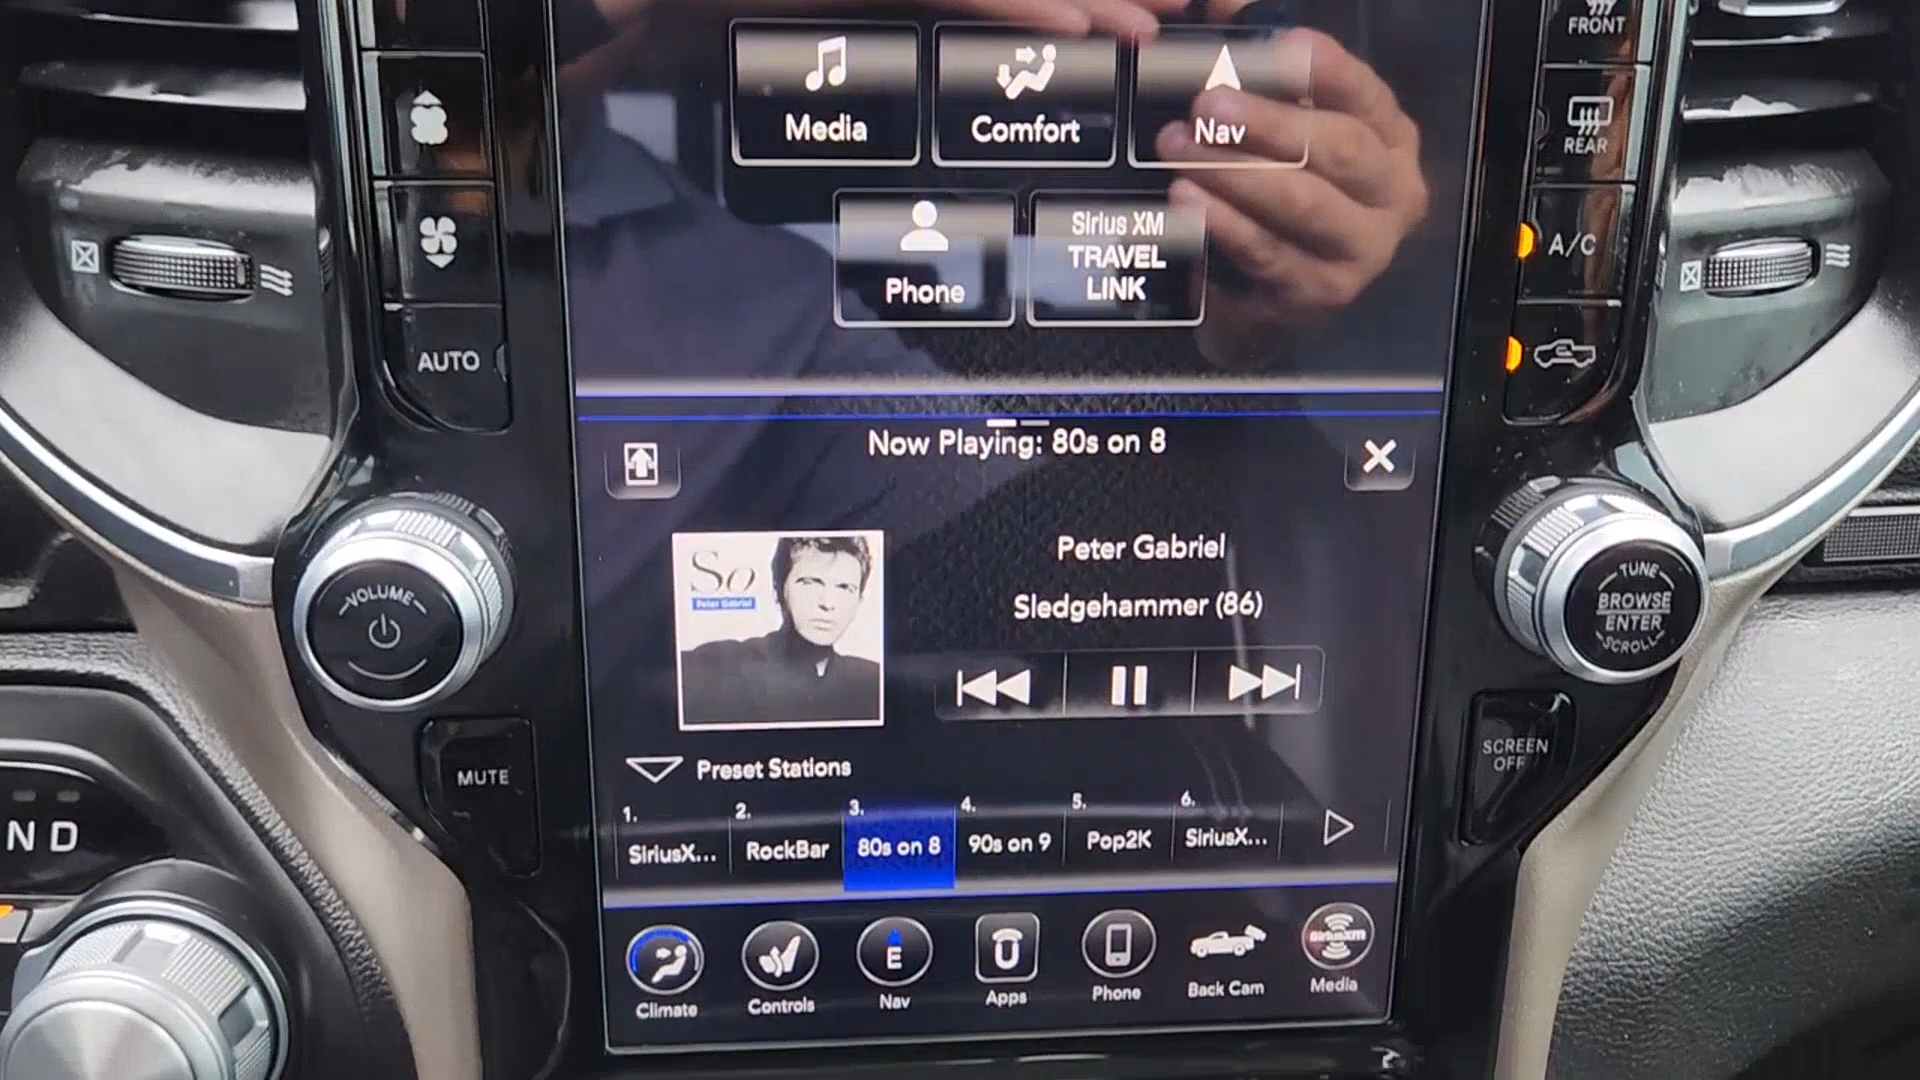 FRONT
Media
Comfort
Nav
REAR
Sirius XM
TRAVEL
LINK
Phone
A/C
AUTO
Now Playing: 80s on 8
So
Peter Gabriel
Peter Gabriel
Sledgehammer (86)
VOLUME
TUNE
BROWSE
ENTER
SCROLL
MUTE
SCREEN
OFF
Preset Stations
1. 2. 3. 4. 5. 6.
SiriusX... RockBar 80s on 8 90s on 9 Pop2K SiriusX...
N D
E
SiriusXM
Climate Controls Nav Apps Phone Back Cam Media